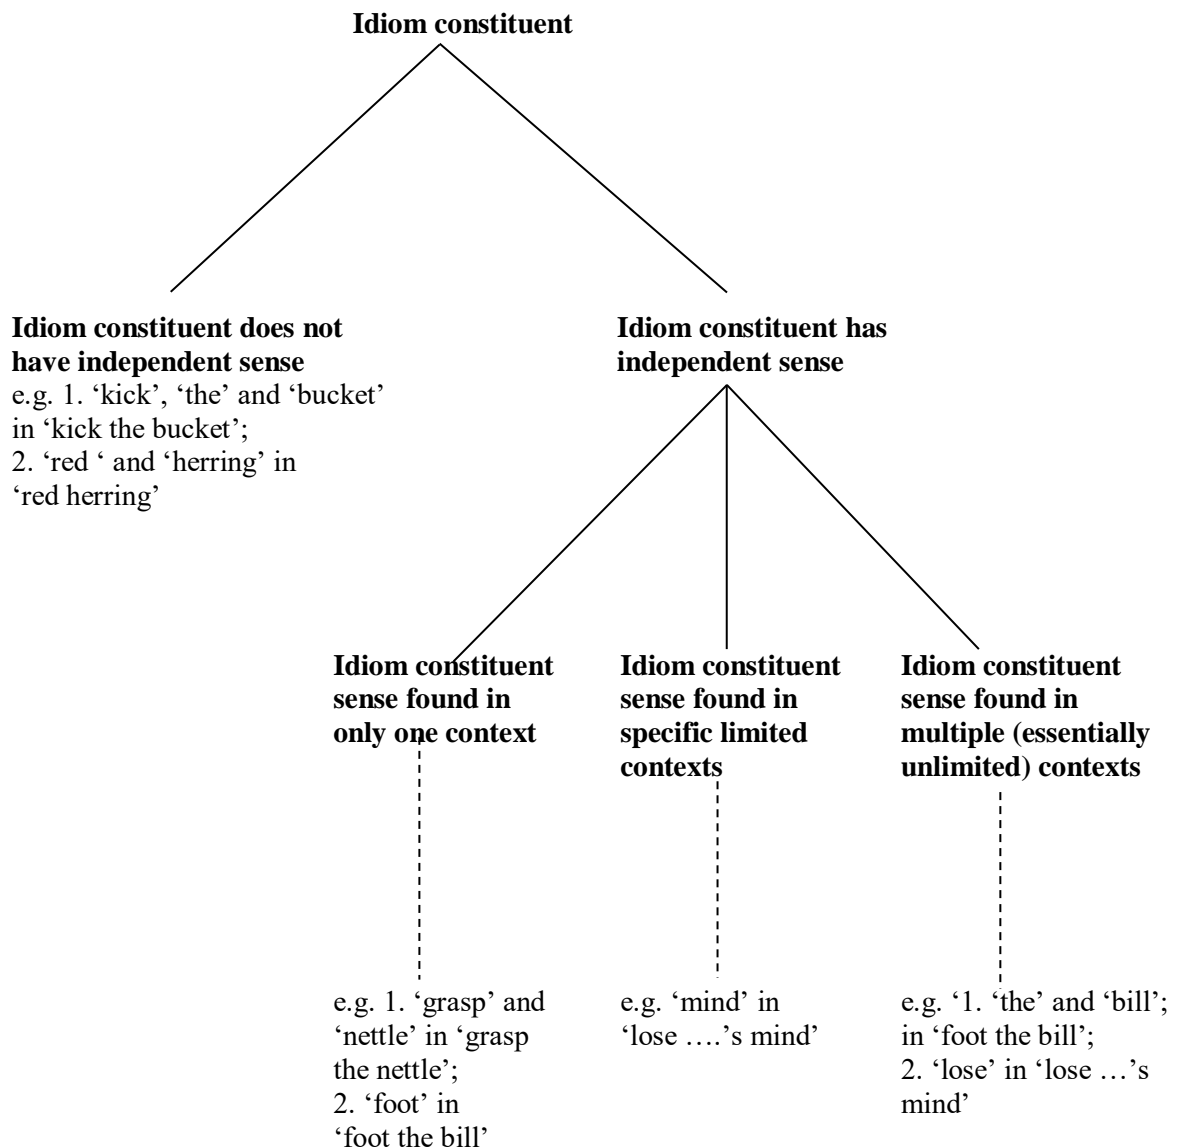 Idiom constituent
Idiom constituent does not
have independent sense
e.g. 1. ‘kick’, ‘the’ and ‘bucket’
in ‘kick the bucket’;
2. ‘red ‘ and ‘herring’ in
‘red herring’
Idiom constituent has
independent sense
Idiom constituent
sense found in
only one context
Idiom constituent
sense found in
specific limited
contexts
Idiom constituent
sense found in
multiple (essentially
unlimited) contexts
e.g. 1. ‘grasp’ and
‘nettle’ in ‘grasp
the nettle’;
2. ‘foot’ in
‘foot the bill’
e.g. ‘mind’ in
‘lose ….’s mind’
e.g. ‘1. ‘the’ and ‘bill’;
in ‘foot the bill’;
2. ‘lose’ in ‘lose …’s
mind’